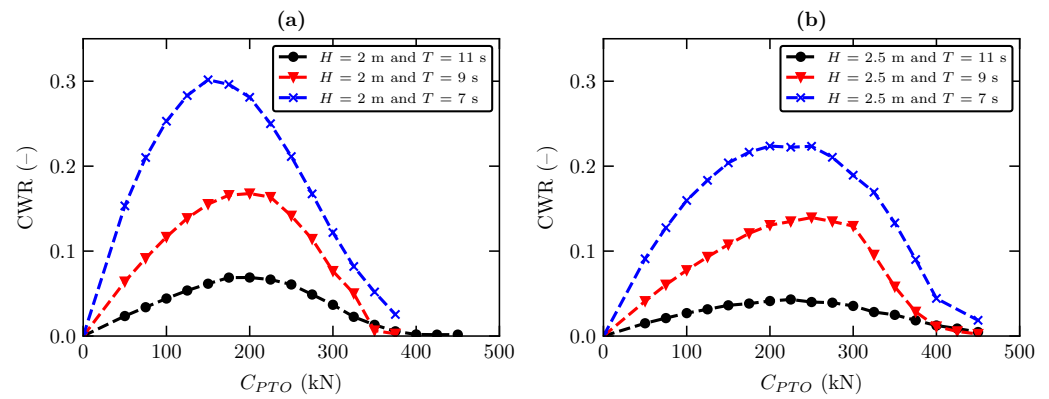 (a)
CWR (–)
0.3
0.2
0.1
0.0
H = 2 m and T = 11 s
H = 2 m and T = 9 s
H = 2 m and T = 7 s
0 100 200 300 400 500
C_PTO (kN)
(b)
CWR (–)
0.3
0.2
0.1
0.0
H = 2.5 m and T = 11 s
H = 2.5 m and T = 9 s
H = 2.5 m and T = 7 s
0 100 200 300 400 500
C_PTO (kN)